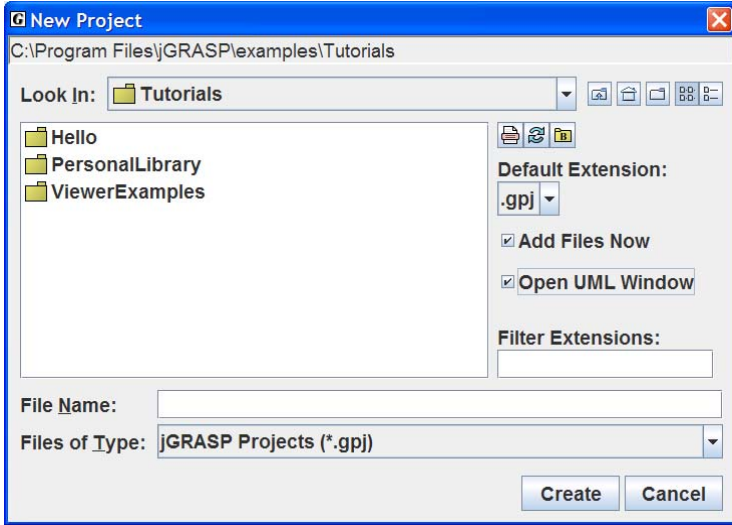 G New Project
C:\Program Files\jGRASP\examples\Tutorials
Look In: Tutorials
Hello
PersonalLibrary
ViewerExamples
B
Default Extension:
.gpj
Add Files Now
Open UML Window
Filter Extensions:
File Name:
Files of Type: jGRASP Projects (*.gpj)
Create Cancel